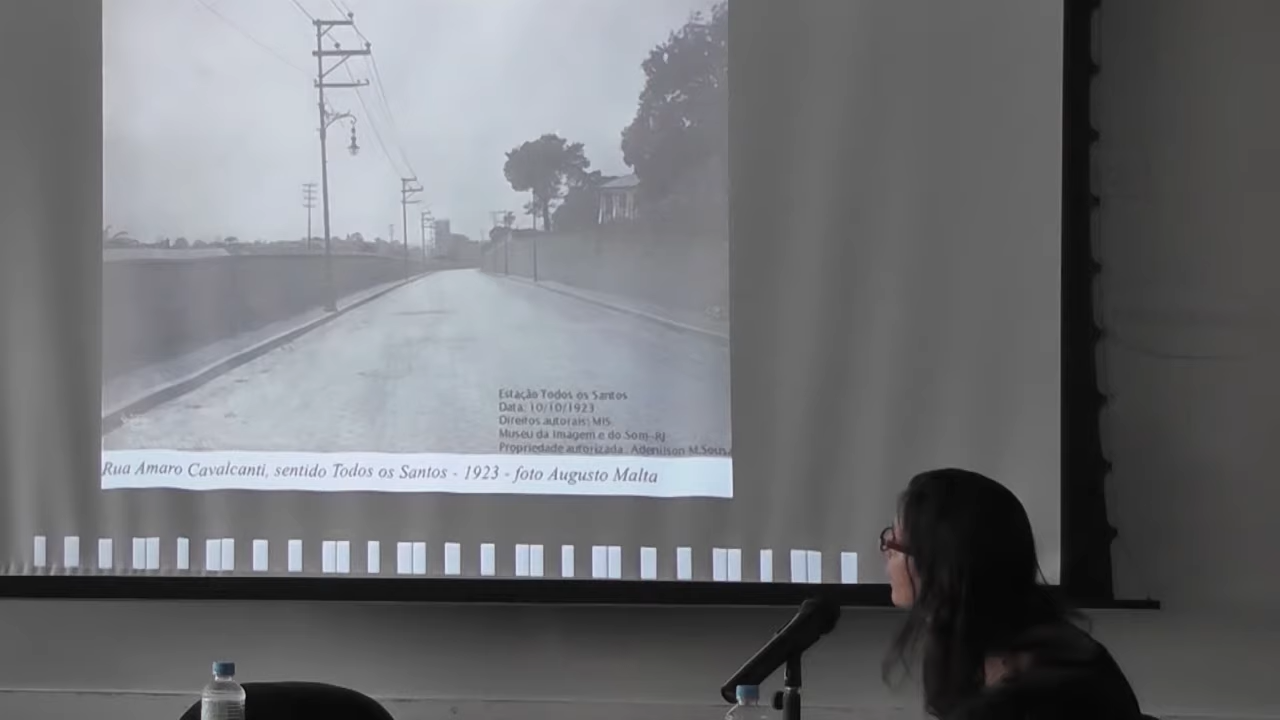 Estação Todos os Santos
Data: 10/10/1923
Direitos autorais: MIS
Museu da Imagem e do Som-RJ
Propriedade autorizada: Adenilson M.Sousa
Rua Amaro Cavalcanti, sentido Todos os Santos - 1923 - foto Augusto Malta